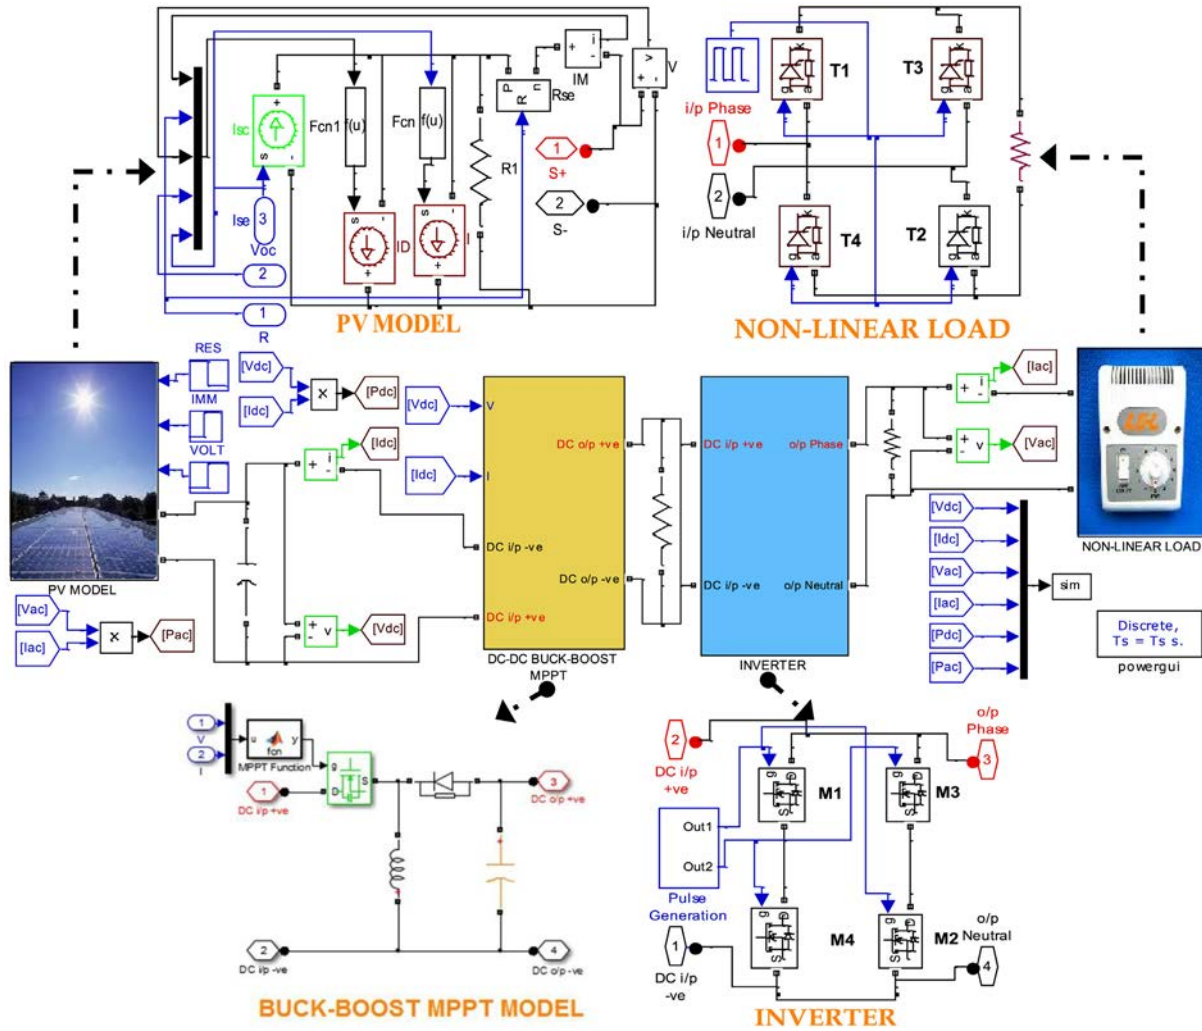 i
+
-
IM
v
+
-
V
P
R
n
Rse
Isc
+
s
-
Fcn1
f(u)
Fcn
f(u)
R1
1
S+
2
S-
Ise
3
Voc
2
1
R
s
-
+
ID
s
-
+
I
PV MODEL
i/p Phase
1
2
i/p Neutral
T1
T3
T4
T2
g
k
a
g
k
a
g
k
a
g
k
a
NON-LINEAR LOAD
RES
IMM
VOLT
PV MODEL
[Vdc]
[Idc]
×
[Pdc]
+
-
i
[Idc]
+
-
v
[Vdc]
[Vac]
[Iac]
×
[Pac]
[Vdc]
V
[Idc]
I
DC o/p +ve
DC i/p -ve
DC o/p -ve
DC i/p +ve
DC-DC BUCK-BOOST
MPPT
DC i/p +ve
o/p Phase
DC i/p -ve
o/p Neutral
INVERTER
+
-
i
[Iac]
+
-
v
[Vac]
NON-LINEAR LOAD
[Vdc]
[Idc]
[Vac]
[Iac]
[Pdc]
[Pac]
sim
Discrete,
Ts = Ts s.
powergui
1
V
2
I
u
y
fcn
MPPT Function
g
D
S
1
DC i/p +ve
3
DC o/p +ve
2
DC i/p -ve
4
DC o/p -ve
BUCK-BOOST MPPT MODEL
2
DC i/p
+ve
o/p
Phase
3
Out1
Out2
Pulse
Generation
g
D
S
M1
g
D
S
M3
g
D
S
M4
g
D
S
M2
1
DC i/p
-ve
o/p
Neutral
4
INVERTER